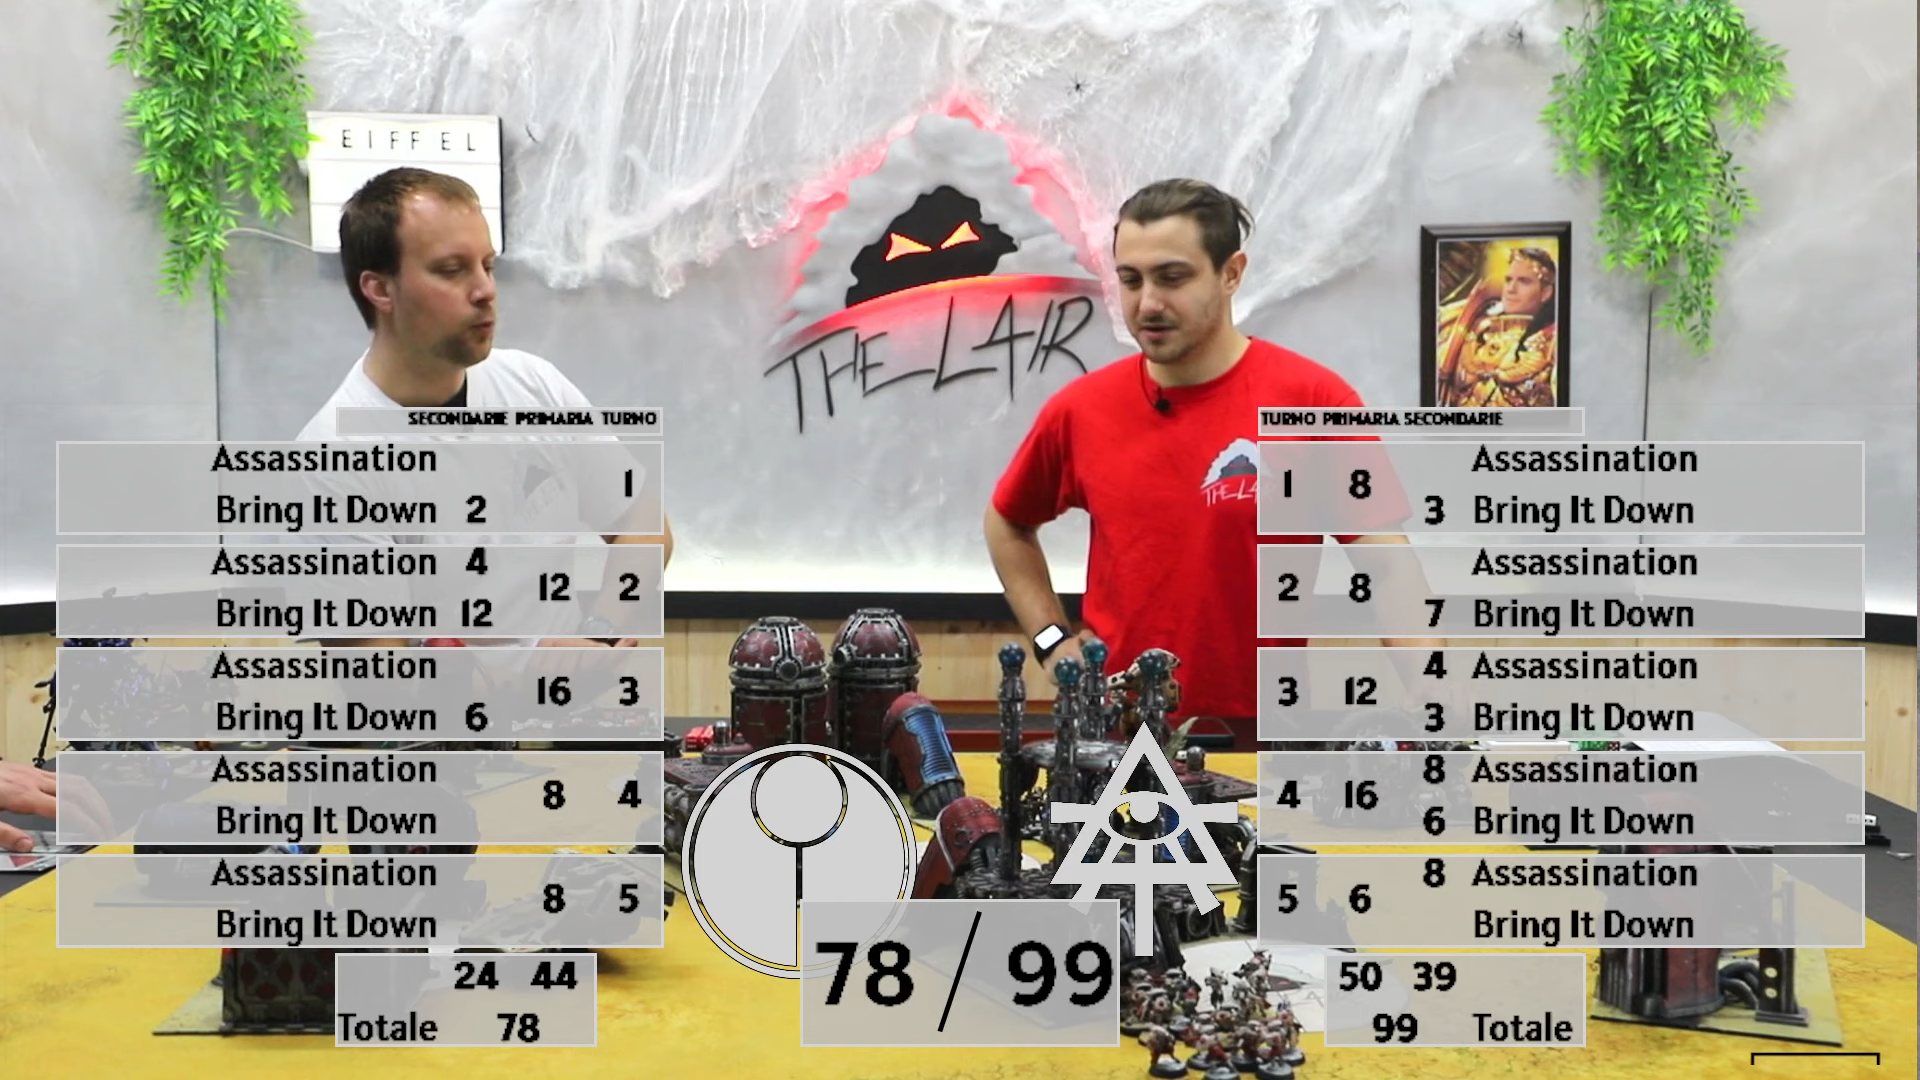 EIFFEL
THE L4IR
SECONDARIE PRIMARIA TURNO
Assassination
1
Bring It Down 2
Assassination 4
12 2
Bring It Down 12
Assassination
16 3
Bring It Down 6
Assassination
8 4
Bring It Down
Assassination
8 5
Bring It Down
24 44
Totale 78
78 / 99
TURNO PRIMARIA SECONDARIE
Assassination
1 8
3 Bring It Down
Assassination
2 8
7 Bring It Down
4 Assassination
3 12
3 Bring It Down
8 Assassination
4 16
6 Bring It Down
8 Assassination
5 6
Bring It Down
50 39
99 Totale
THE L4